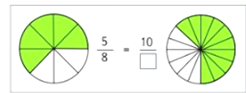 5/8 = 10/□